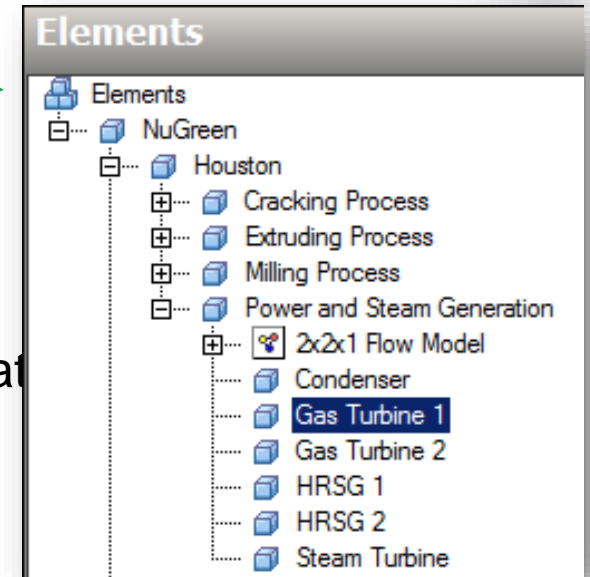 Elements
Elements
NuGreen
Houston
Cracking Process
Extruding Process
Milling Process
Power and Steam Generation
2x2x1 Flow Model
at
Condenser
Gas Turbine 1
Gas Turbine 2
HRSG 1
HRSG 2
Steam Turbine